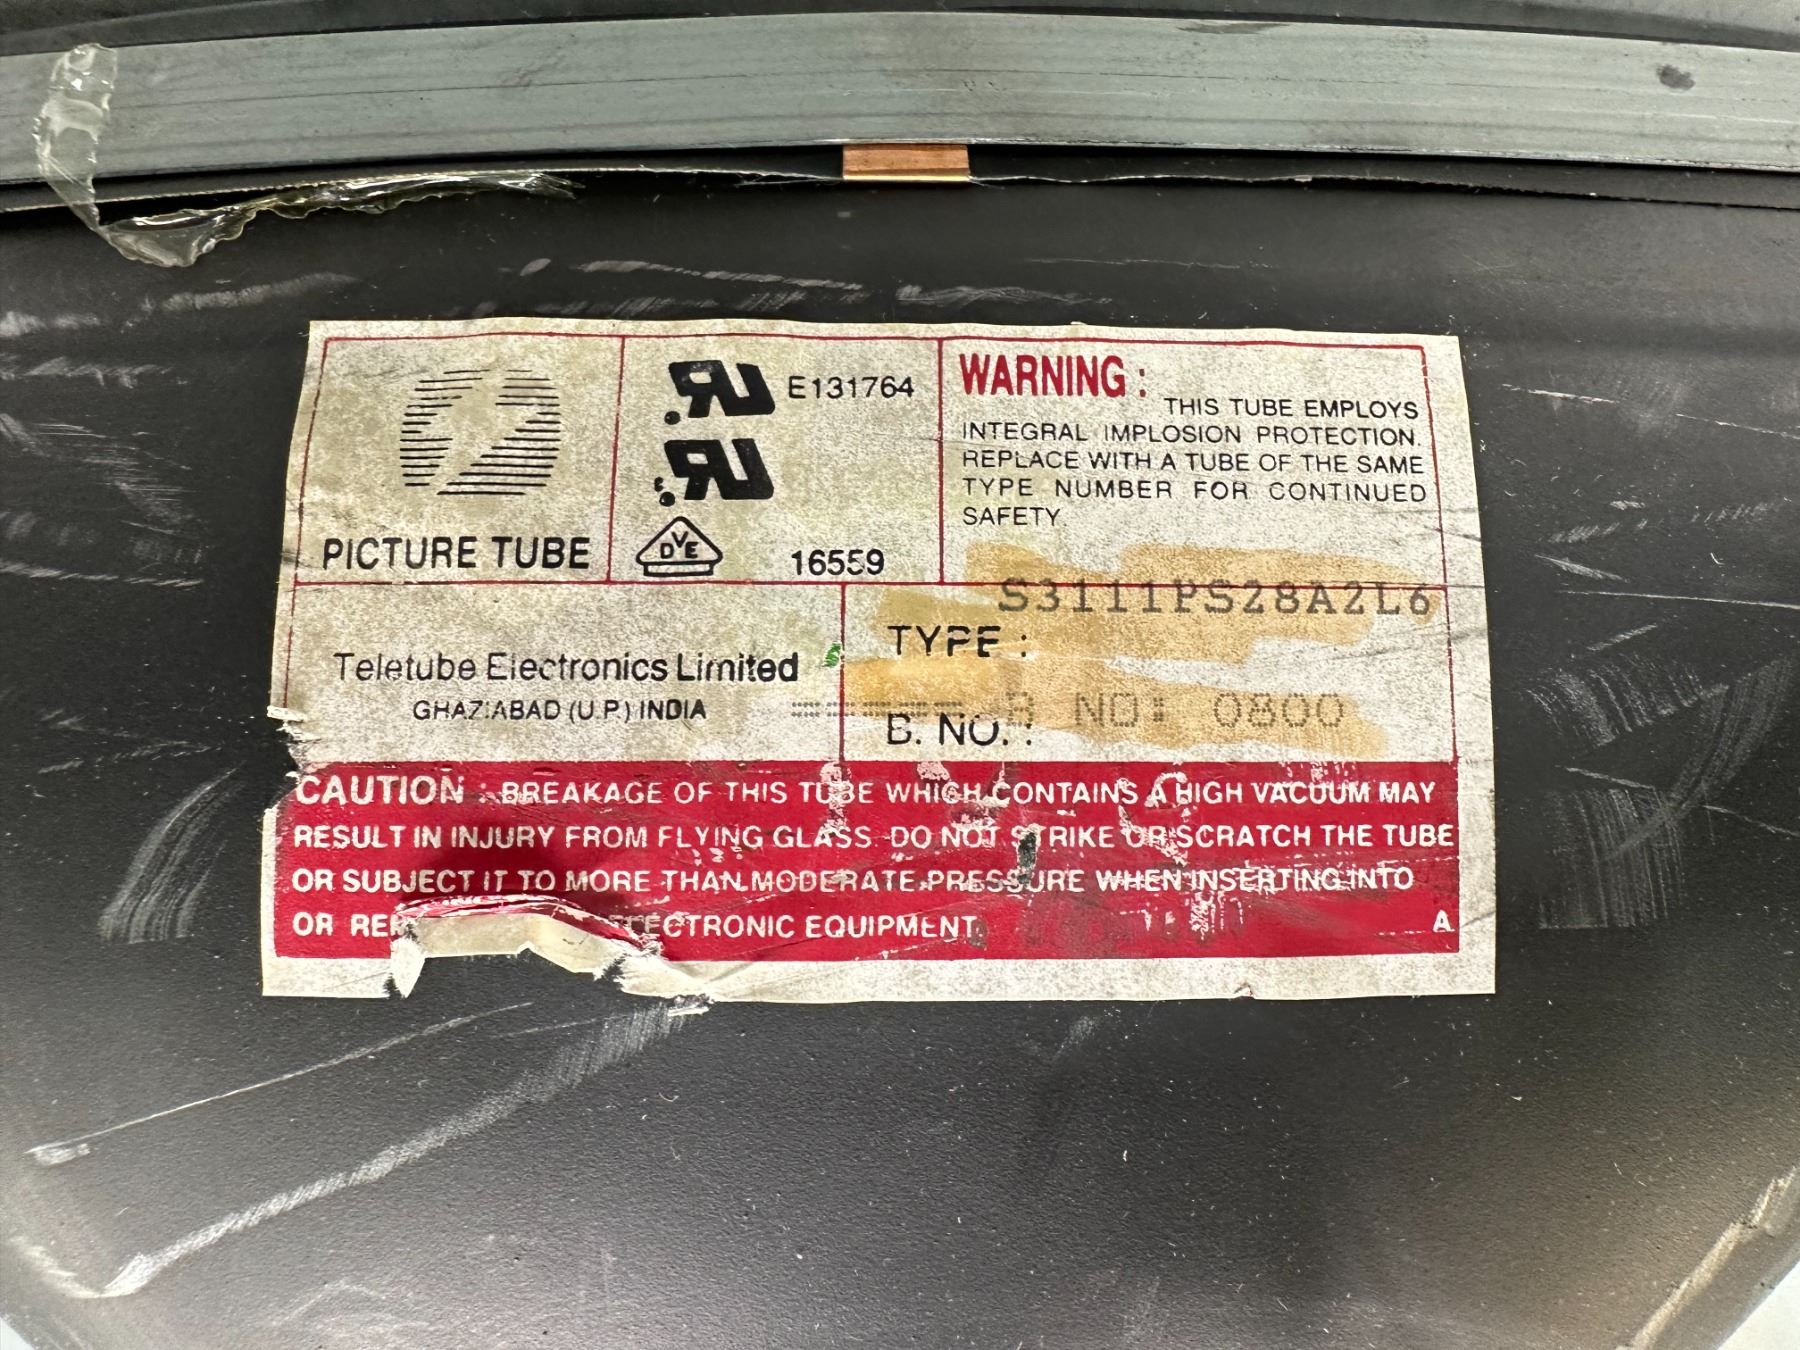 PICTURE TUBE
E131764
DVE
16559
WARNING :
THIS TUBE EMPLOYS
INTEGRAL IMPLOSION PROTECTION.
REPLACE WITH A TUBE OF THE SAME
TYPE NUMBER FOR CONTINUED
SAFETY.
Teletube Electronics Limited
GHAZIABAD (U.P.) INDIA
S3111PS28A2L6
TYPE :
B NO: 0800
B. NO. :
CAUTION : BREAKAGE OF THIS TUBE WHICH CONTAINS A HIGH VACUUM MAY
RESULT IN INJURY FROM FLYING GLASS DO NOT STRIKE OR SCRATCH THE TUBE
OR SUBJECT IT TO MORE THAN MODERATE PRESSURE WHEN INSERTING INTO
OR ELECTRONIC EQUIPMENT.
A